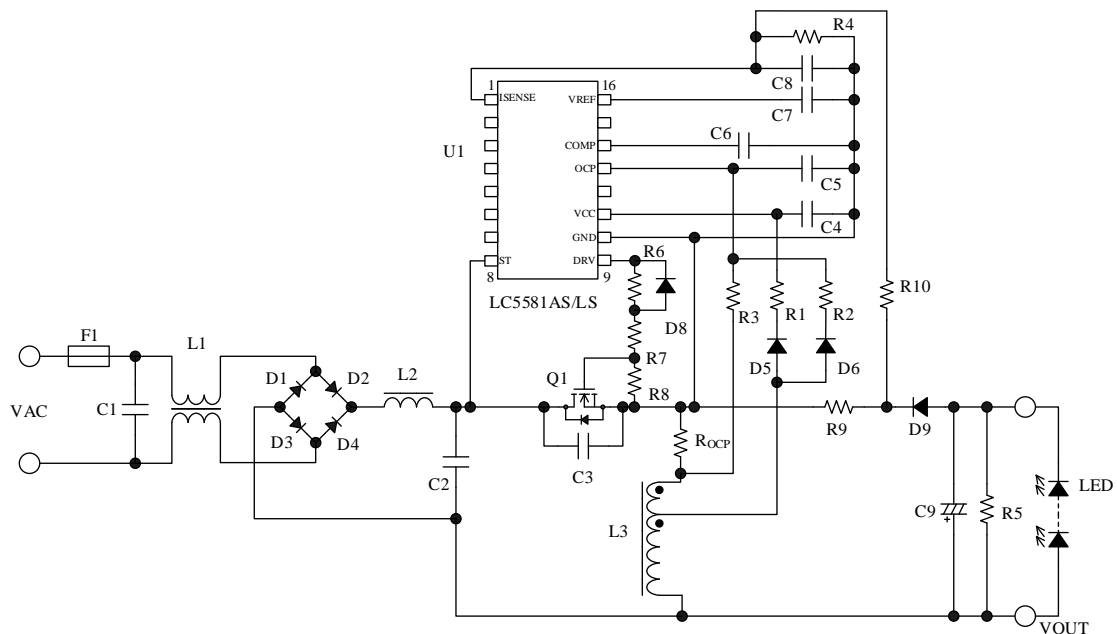 R4
1
16
C8
ISENSE
VREF
C7
C6
U1
COMP
OCP
C5
VCC
C4
GND
R6
ST
DRV
8
9
LC5581AS/LS
R10
R3
R1
R2
D8
F1
L1
D5
D6
R7
D1
D2
L2
Q1
R8
VAC
C1
D3
D4
R9
D9
ROCP
C2
C3
LED
C9
R5
L3
+
VOUT